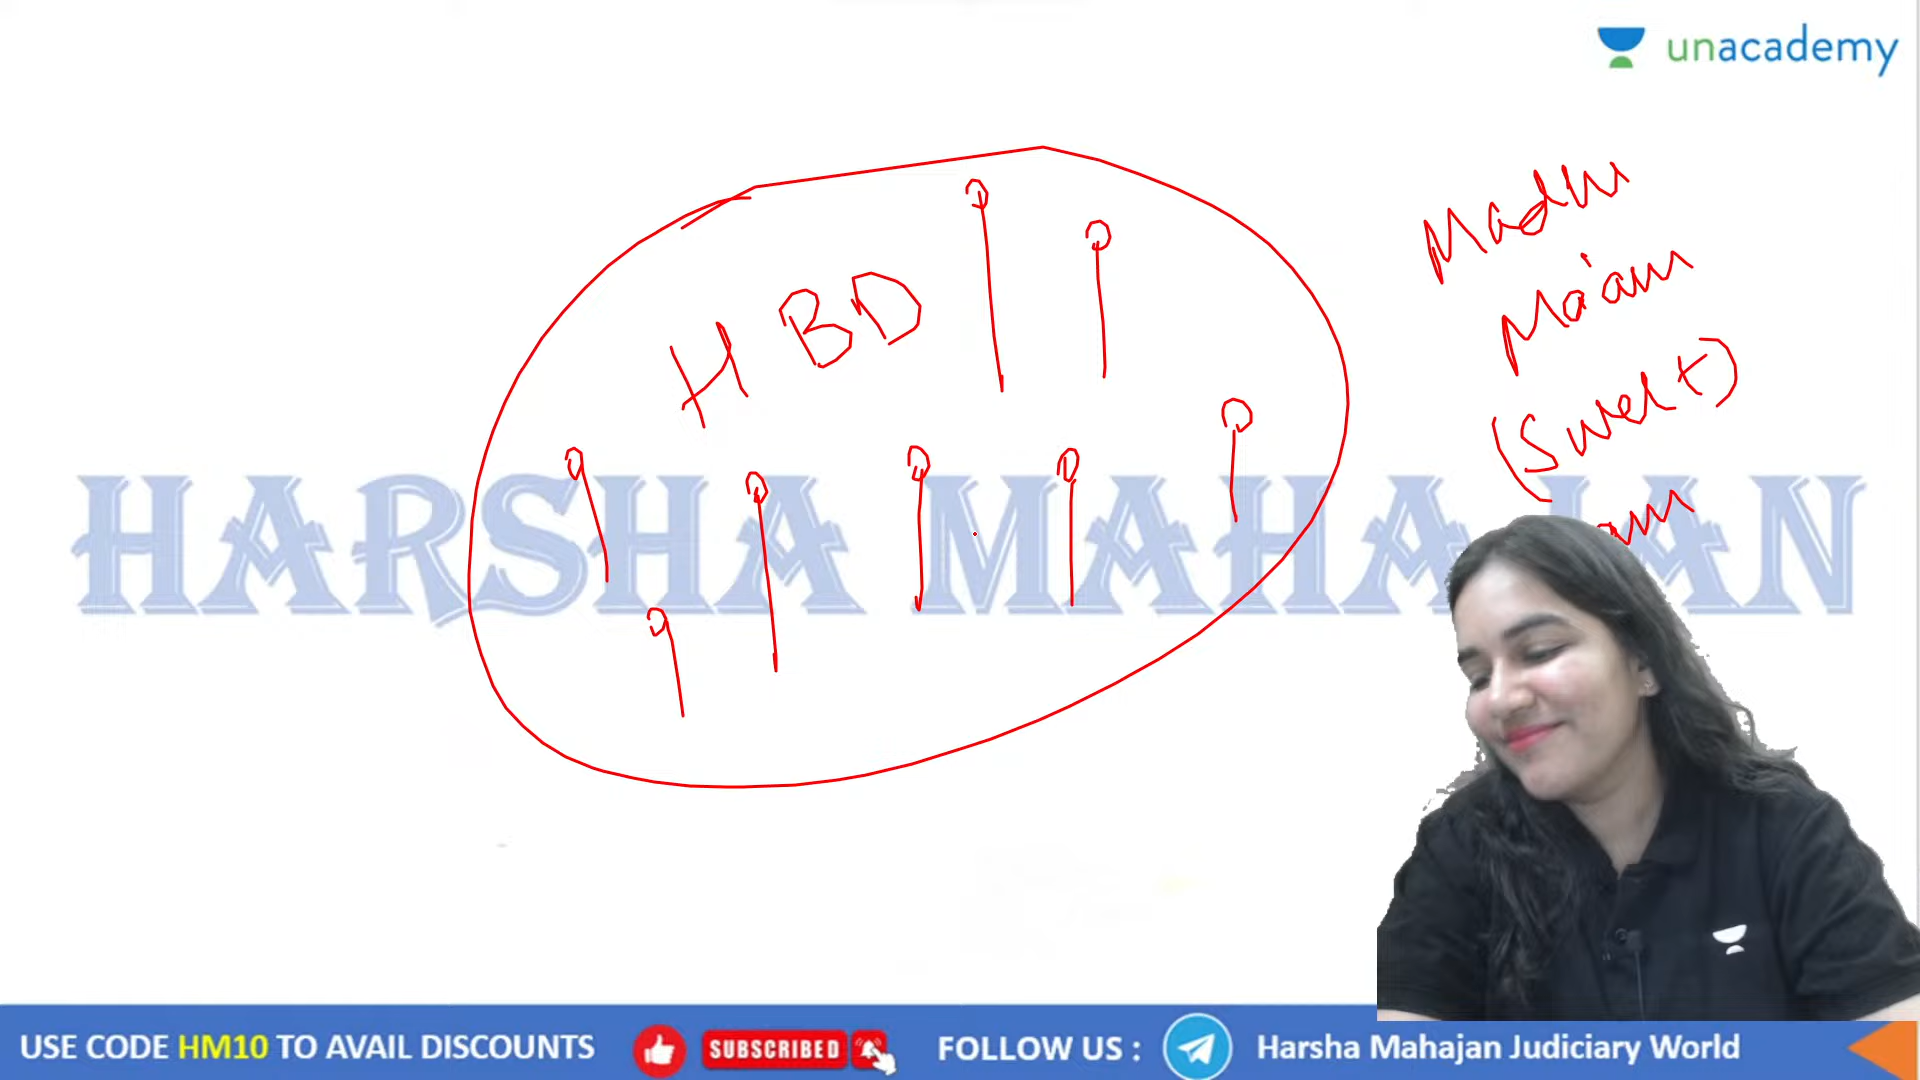 unacademy
HBD
Madhu
Ma'am
(Sweet)
HARSHA MAHAJAN
USE CODE HM10 TO AVAIL DISCOUNTS
SUBSCRIBED
FOLLOW US :
Harsha Mahajan Judiciary World